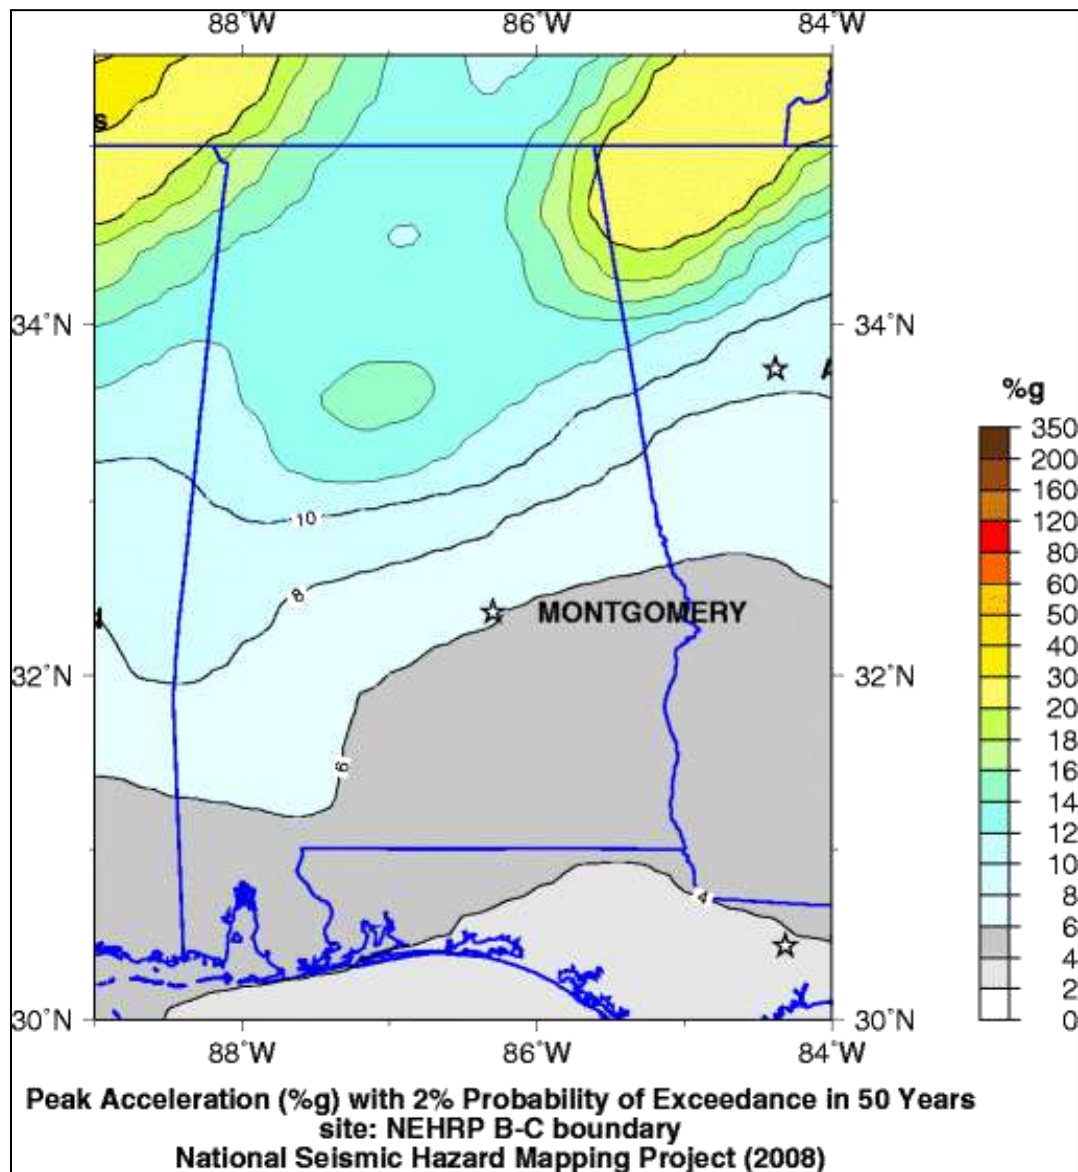 88°W 86°W 84°W
s
34°N 34°N
A
%g
350
200
160
120
80
60
50
40
30
20
18
16
14
12
10
8
6
4
2
0
10
8
MONTGOMERY
d
32°N 32°N
6
4
30°N 30°N
88°W 86°W 84°W
Peak Acceleration (%g) with 2% Probability of Exceedance in 50 Years
site: NEHRP B-C boundary
National Seismic Hazard Mapping Project (2008)